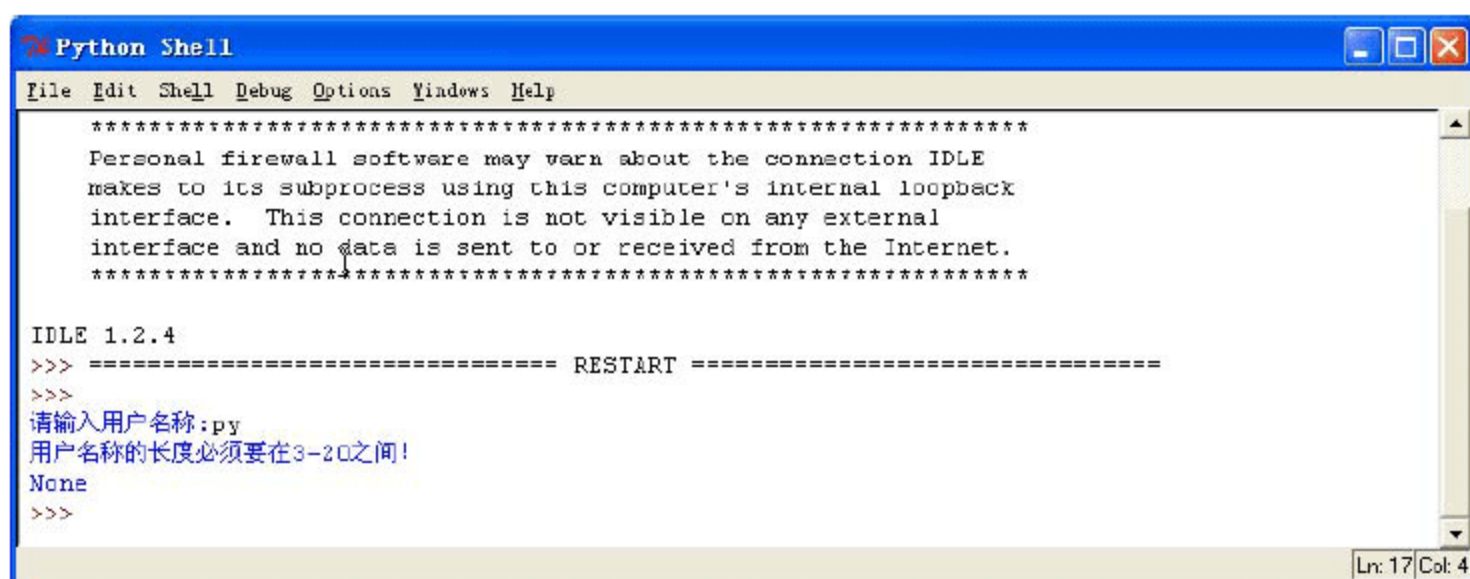 Python Shell
File Edit Shell Debug Options Windows Help
****************************************************************
Personal firewall software may warn about the connection IDLE
makes to its subprocess using this computer's internal loopback
interface.  This connection is not visible on any external
interface and no data is sent to or received from the Internet.
****************************************************************
IDLE 1.2.4
>>> ================================ RESTART ================================
>>>
请输入用户名称:py
用户名称的长度必须要在3-20之间!
None
>>>
Ln: 17 Col: 4